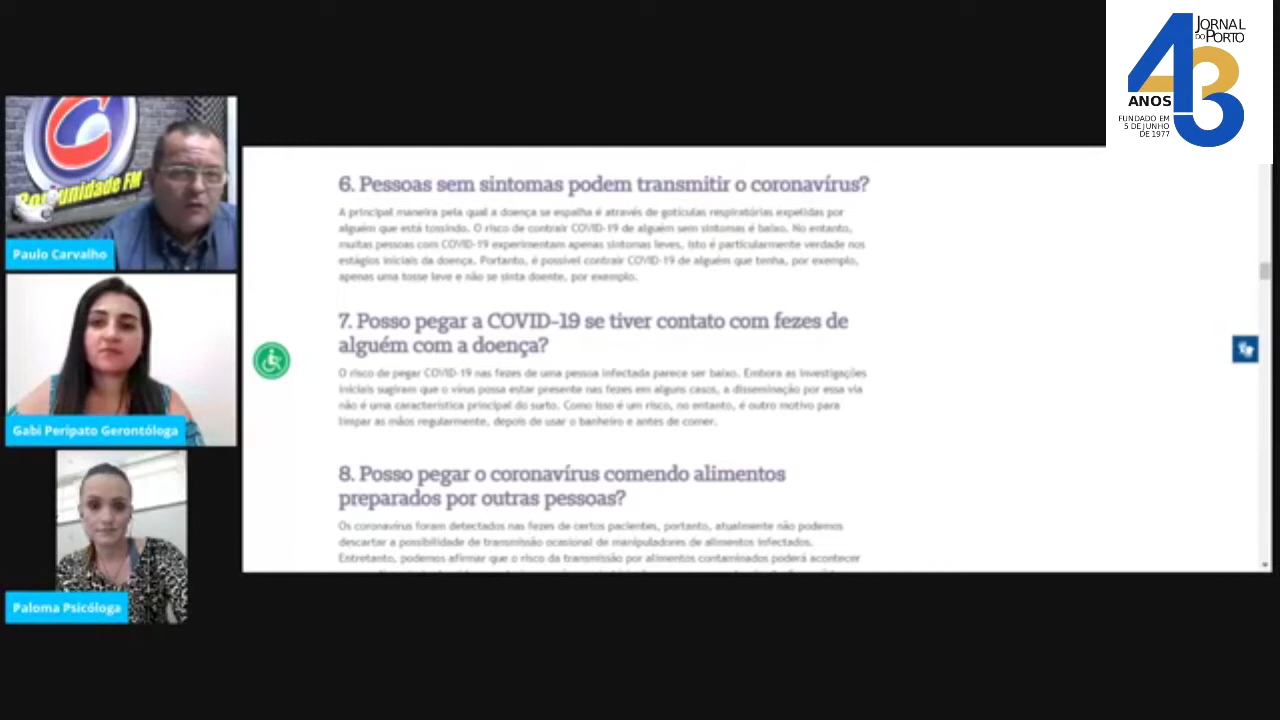 JORNAL
DO PORTO
43
ANOS
FUNDADO EM
5 DE JUNHO
DE 1977
Comunidade FM
Paulo Carvalho
Gabi Peripato Gerontóloga
Paloma Psicóloga
6. Pessoas sem sintomas podem transmitir o coronavírus?
A principal maneira pela qual a doença se espalha é através de gotículas respiratórias expelidas por
alguém que está tossindo. O risco de contrair COVID-19 de alguém sem sintomas é baixo. No entanto,
muitas pessoas com COVID-19 experimentam apenas sintomas leves, isto é particularmente verdade nos
estágios iniciais da doença. Portanto, é possível contrair COVID-19 de alguém que tenha, por exemplo,
apenas uma tosse leve e não se sinta doente, por exemplo.
7. Posso pegar a COVID-19 se tiver contato com fezes de
alguém com a doença?
O risco de pegar COVID-19 nas fezes de uma pessoa infectada parece ser baixo. Embora as investigações
iniciais sugiram que o vírus possa estar presente nas fezes em alguns casos, a disseminação por essa via
não é uma característica principal do surto. Como isso é um risco, no entanto, é outro motivo para
limpar as mãos regularmente, depois de usar o banheiro e antes de comer.
8. Posso pegar o coronavírus comendo alimentos
preparados por outras pessoas?
Os coronavírus foram detectados nas fezes de certos pacientes, portanto, atualmente não podemos
descartar a possibilidade de transmissão ocasional de manipuladores de alimentos infectados.
Entretanto, podemos afirmar que o risco da transmissão por alimentos contaminados poderá acontecer